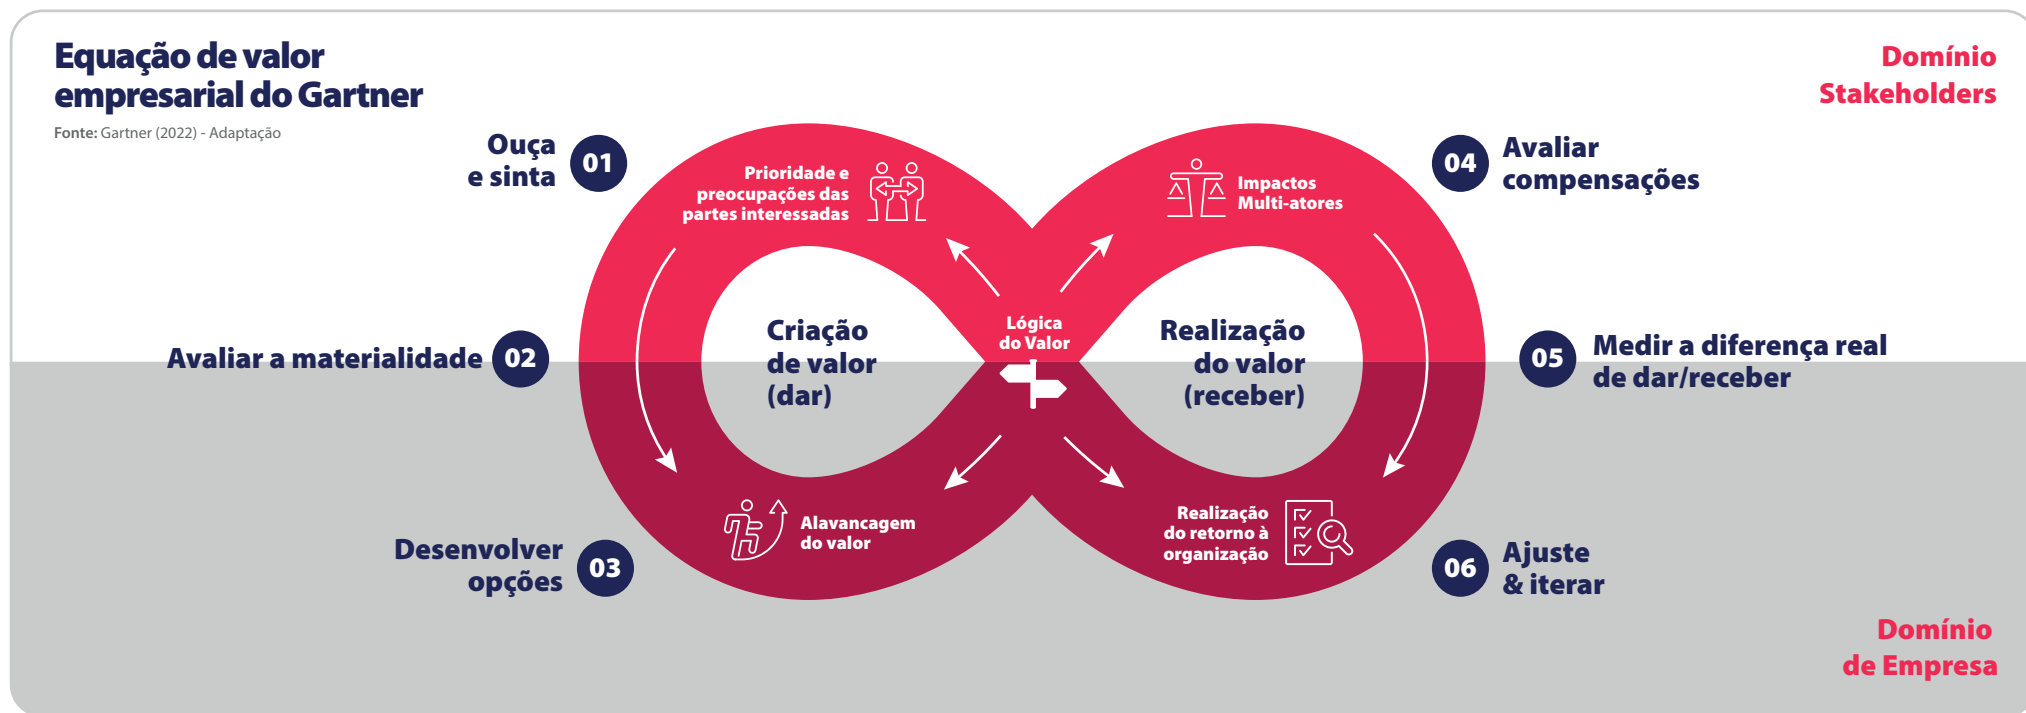 Equação de valor
empresarial do Gartner
Fonte: Gartner (2022) - Adaptação
Domínio
Stakeholders
Ouça
e sinta
01
Prioridade e
preocupações das
partes interessadas
Impactos
Multi-atores
04
Avaliar
compensações
Avaliar a materialidade
02
Criação
de valor
(dar)
Lógica
do Valor
Realização
do valor
(receber)
05
Medir a diferença real
de dar/receber
Desenvolver
opções
03
Alavancagem
do valor
Realização
do retorno à
organização
06
Ajuste
& iterar
Domínio
de Empresa